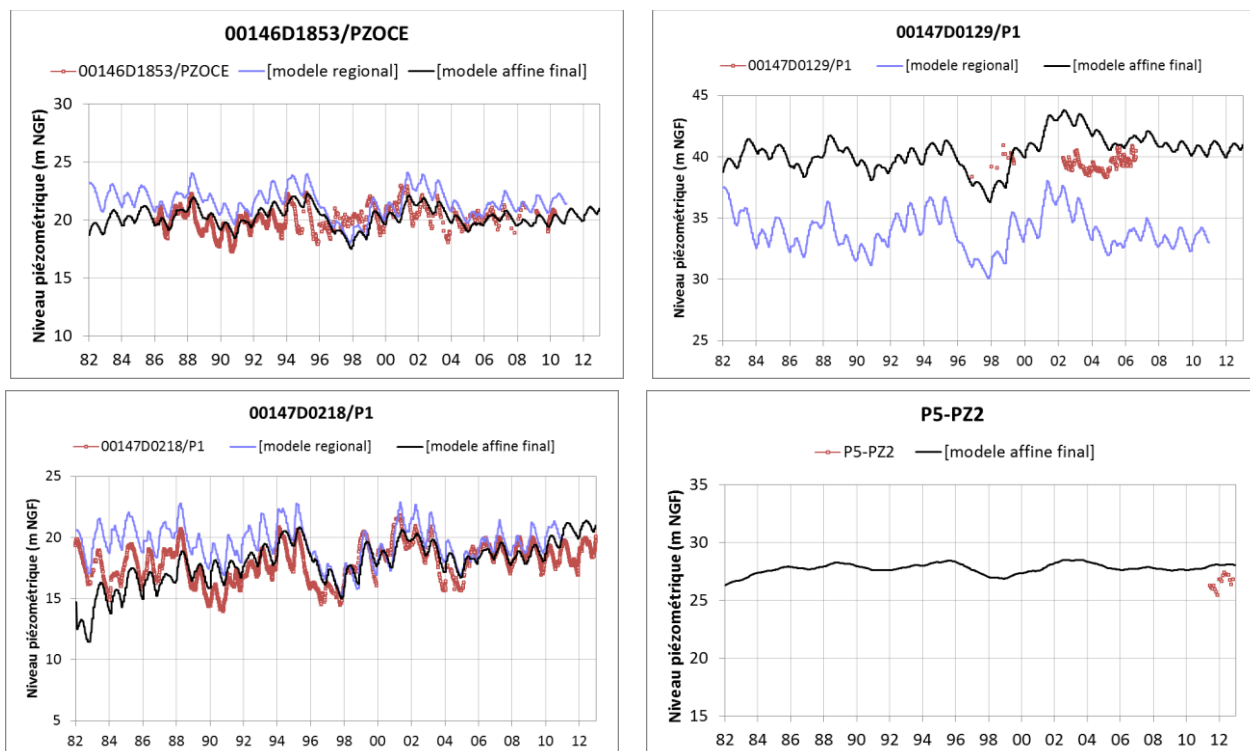 00146D1853/PZOCE
00146D1853/PZOCE [modele regional] [modele affine final]
Niveau piézométrique (m NGF)
30
25
20
15
10
82 84 86 88 90 92 94 96 98 00 02 04 06 08 10 12
00147D0129/P1
00147D0129/P1 [modele regional] [modele affine final]
Niveau piézométrique (m NGF)
45
40
35
30
25
82 84 86 88 90 92 94 96 98 00 02 04 06 08 10 12
00147D0218/P1
00147D0218/P1 [modele regional] [modele affine final]
Niveau piézométrique (m NGF)
25
20
15
10
5
82 84 86 88 90 92 94 96 98 00 02 04 06 08 10 12
P5-PZ2
P5-PZ2 [modele affine final]
Niveau piézométrique (m NGF)
35
30
25
20
15
82 84 86 88 90 92 94 96 98 00 02 04 06 08 10 12